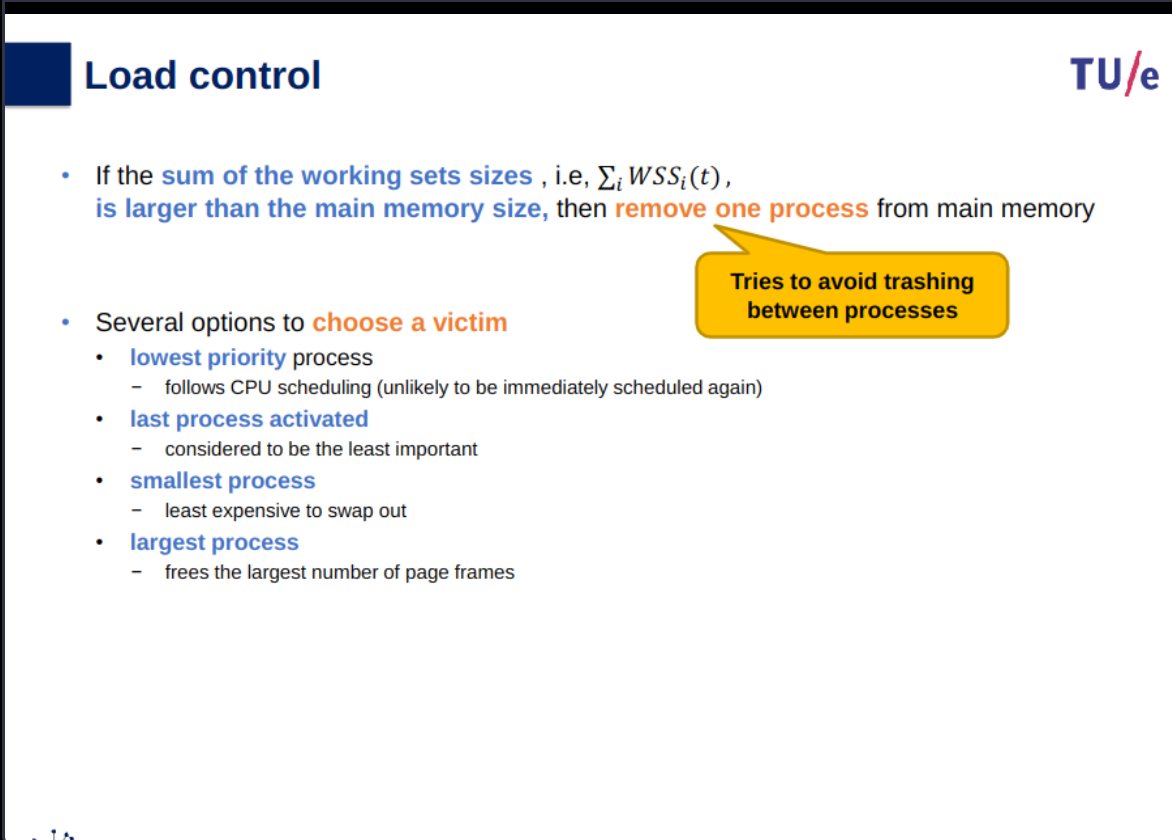 Load control
TU/e
• If the sum of the working sets sizes , i.e, ∑ᵢ WSSᵢ(t) ,
is larger than the main memory size, then remove one process from main memory
Tries to avoid trashing
between processes
• Several options to choose a victim
• lowest priority process
− follows CPU scheduling (unlikely to be immediately scheduled again)
• last process activated
− considered to be the least important
• smallest process
− least expensive to swap out
• largest process
− frees the largest number of page frames